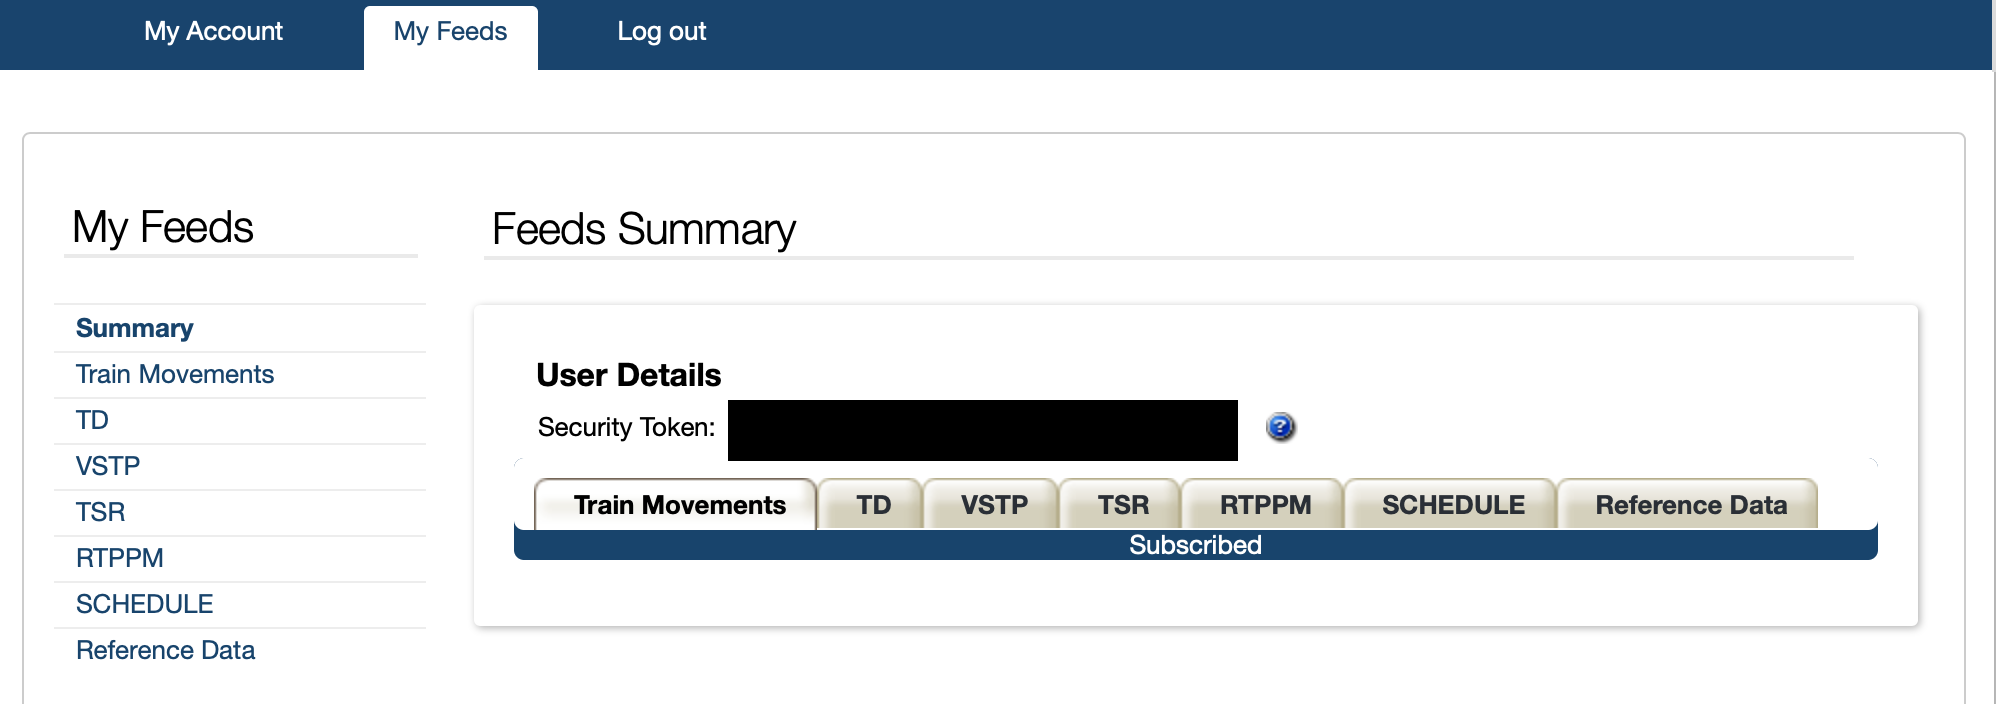 My Account My Feeds Log out
My Feeds
Summary
Train Movements
TD
VSTP
TSR
RTPPM
SCHEDULE
Reference Data
Feeds Summary
User Details
Security Token: ?
Train Movements TD VSTP TSR RTPPM SCHEDULE Reference Data
Subscribed